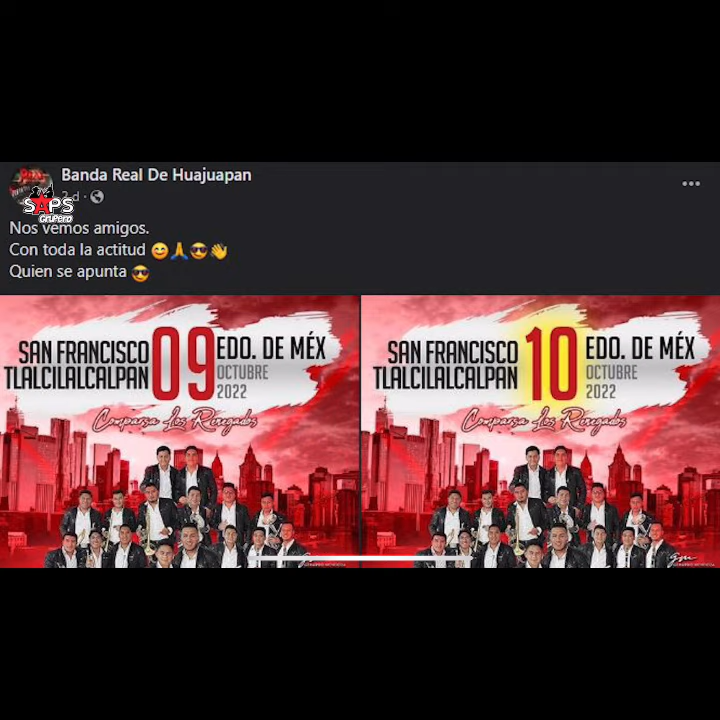 Banda Real De Huajuapan
2 d
SAPS
Grupero
Nos vemos amigos.
Con toda la actitud 😊🙏😎👋
Quien se apunta 😎
SAN FRANCISCO
TLALCILALCALPAN
09
EDO. DE MÉX
OCTUBRE
2022
Comparsa Los Renegados
SAN FRANCISCO
TLALCILALCALPAN
10
EDO. DE MÉX
OCTUBRE
2022
Comparsa Los Renegados